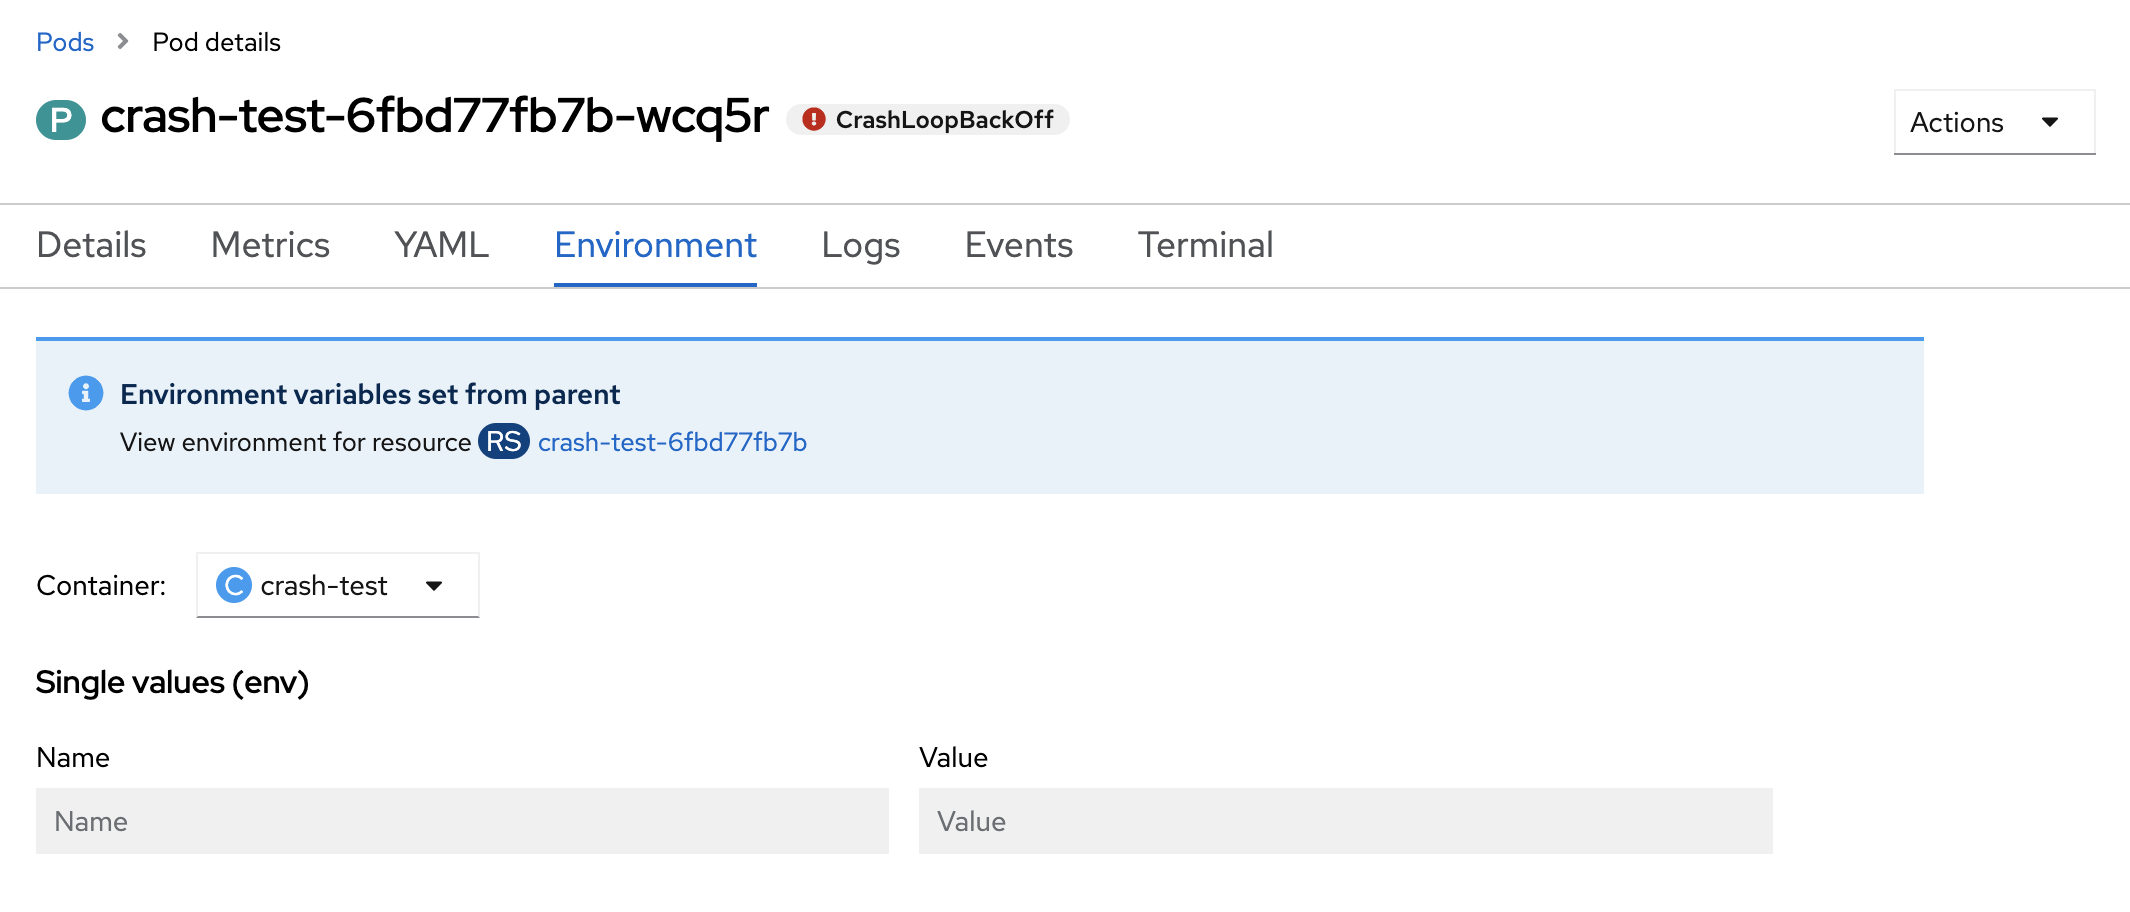 Pods > Pod details
P crash-test-6fbd77fb7b-wcq5r CrashLoopBackOff
Actions
Details Metrics YAML Environment Logs Events Terminal
Environment variables set from parent
View environment for resource RS crash-test-6fbd77fb7b
Container: C crash-test
Single values (env)
Name Value
Name Value